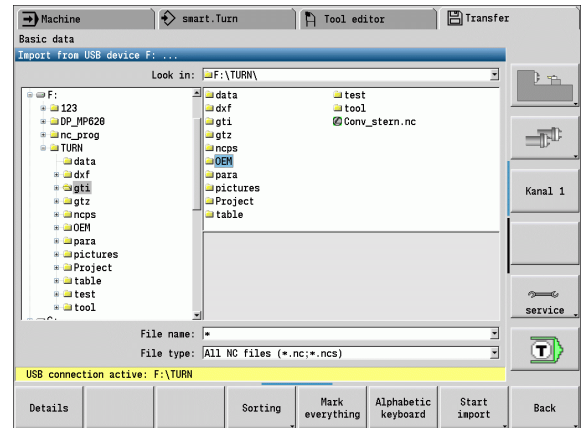 Machine
smart.Turn
Tool editor
Transfer
Basic data
Import from USB device F: ...
Look in: F:\TURN\
F:
123
DP_MP620
nc_prog
TURN
data
dxf
gti
gtz
ncps
OEM
para
pictures
Project
table
test
tool
data
dxf
gti
gtz
ncps
OEM
para
pictures
Project
table
test
tool
Conv_stern.nc
File name: *
File type: All NC files (*.nc;*.ncs)
USB connection active: F:\TURN
Kanal 1
service
T
Details
Sorting
Mark
everything
Alphabetic
keyboard
Start
import
Back